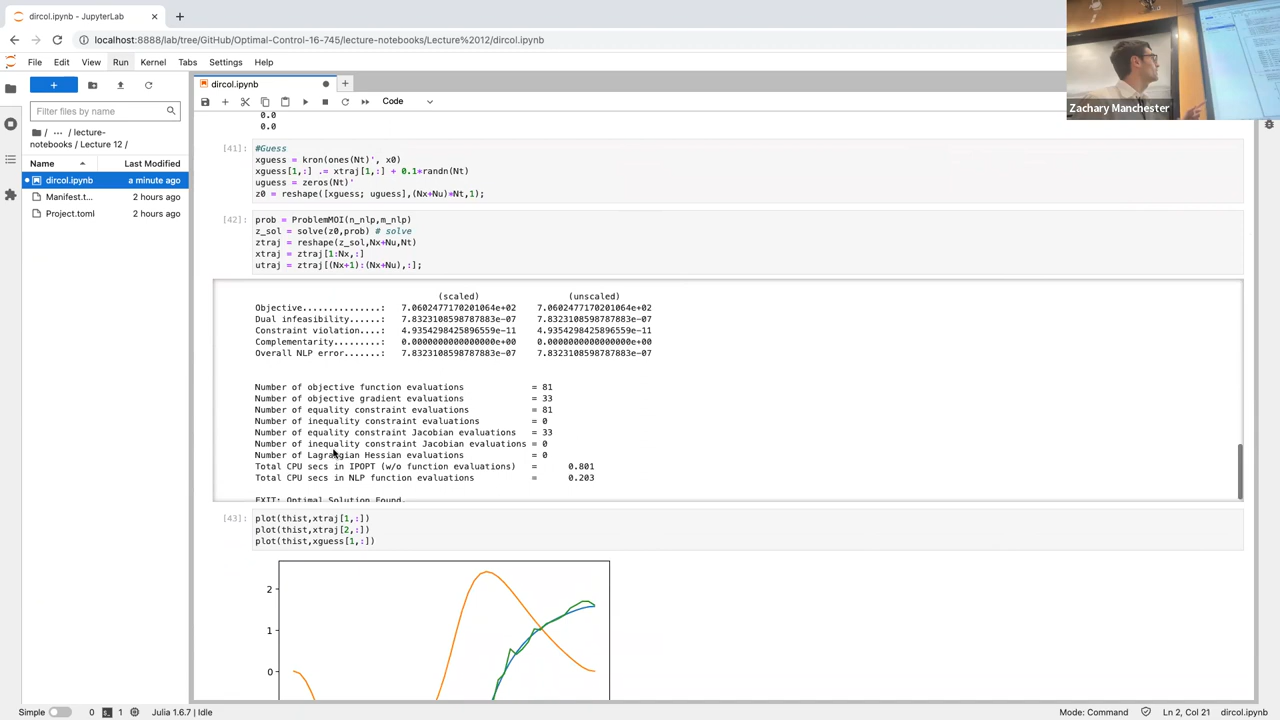 dircol.ipynb - JupyterLab
localhost:8888/lab/tree/GitHub/Optimal-Control-16-745/lecture-notebooks/Lecture%2012/dircol.ipynb
Zachary Manchester
File Edit View Run Kernel Tabs Settings Help
dircol.ipynb
Code
Filter files by name
/ ... / lecture-
notebooks / Lecture 12 /
Name Last Modified
dircol.ipynb a minute ago
Manifest.t... 2 hours ago
Project.toml 2 hours ago
0.0
0.0
[41]: #Guess
xguess = kron(ones(Nt)', x0)
xguess[1,:] .= xtraj[1,:] + 0.1*randn(Nt)
uguess = zeros(Nt)'
z0 = reshape([xguess; uguess],(Nx+Nu)*Nt,1);
[42]: prob = ProblemMOI(n_nlp,m_nlp)
z_sol = solve(z0,prob) # solve
ztraj = reshape(z_sol,Nx+Nu,Nt)
xtraj = ztraj[1:Nx,:]
utraj = ztraj[(Nx+1):(Nx+Nu),:];
(scaled) (unscaled)
Objective...............: 7.0602477170201064e+02 7.0602477170201064e+02
Dual infeasibility......: 7.8323108598787883e-07 7.8323108598787883e-07
Constraint violation....: 4.9354298425896559e-11 4.9354298425896559e-11
Complementarity.........: 0.0000000000000000e+00 0.0000000000000000e+00
Overall NLP error.......: 7.8323108598787883e-07 7.8323108598787883e-07
Number of objective function evaluations = 81
Number of objective gradient evaluations = 33
Number of equality constraint evaluations = 81
Number of inequality constraint evaluations = 0
Number of equality constraint Jacobian evaluations = 33
Number of inequality constraint Jacobian evaluations = 0
Number of Lagrangian Hessian evaluations = 0
Total CPU secs in IPOPT (w/o function evaluations) = 0.801
Total CPU secs in NLP function evaluations = 0.203
EXIT: Optimal Solution Found.
[43]: plot(thist,xtraj[1,:])
plot(thist,xtraj[2,:])
plot(thist,xguess[1,:])
2
1
0
Simple 0 1 Julia 1.6.7 | Idle Mode: Command Ln 2, Col 21 dircol.ipynb